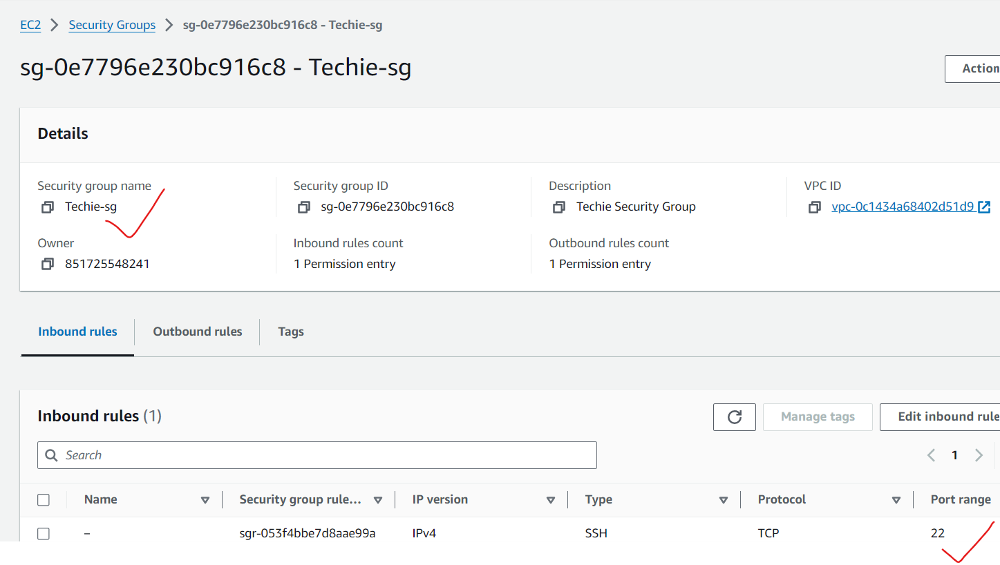 EC2 > Security Groups > sg-0e7796e230bc916c8 - Techie-sg
sg-0e7796e230bc916c8 - Techie-sg
Action
Details
Security group name Security group ID Description VPC ID
Techie-sg sg-0e7796e230bc916c8 Techie Security Group vpc-0c1434a68402d51d9
Owner Inbound rules count Outbound rules count
851725548241 1 Permission entry 1 Permission entry
Inbound rules Outbound rules Tags
Inbound rules (1) Manage tags Edit inbound rule
Search 1
Name Security group rule... IP version Type Protocol Port range
– sgr-053f4bbe7d8aae99a IPv4 SSH TCP 22